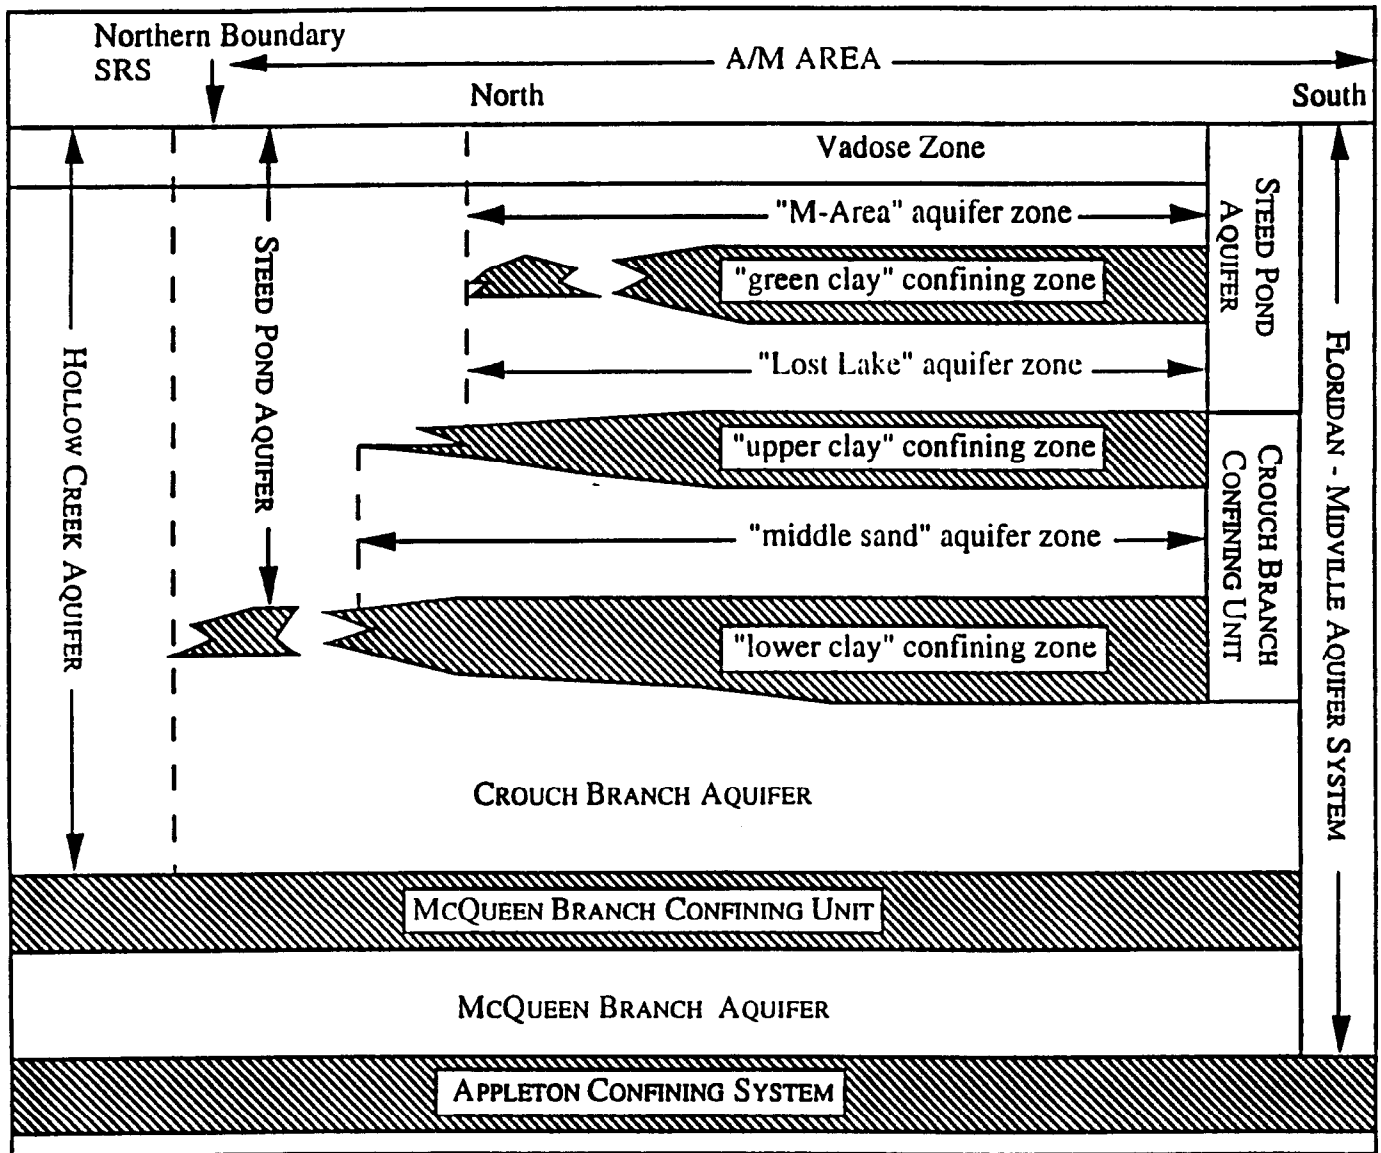 Northern Boundary
SRS
A/M AREA
North
South
Vadose Zone
"M-Area" aquifer zone
"green clay" confining zone
"Lost Lake" aquifer zone
"upper clay" confining zone
"middle sand" aquifer zone
"lower clay" confining zone
STEED POND
AQUIFER
CROUCH BRANCH
CONFINING UNIT
FLORIDAN - MIDVILLE AQUIFER SYSTEM
STEED POND AQUIFER
HOLLOW CREEK AQUIFER
CROUCH BRANCH AQUIFER
MCQUEEN BRANCH CONFINING UNIT
MCQUEEN BRANCH AQUIFER
APPLETON CONFINING SYSTEM